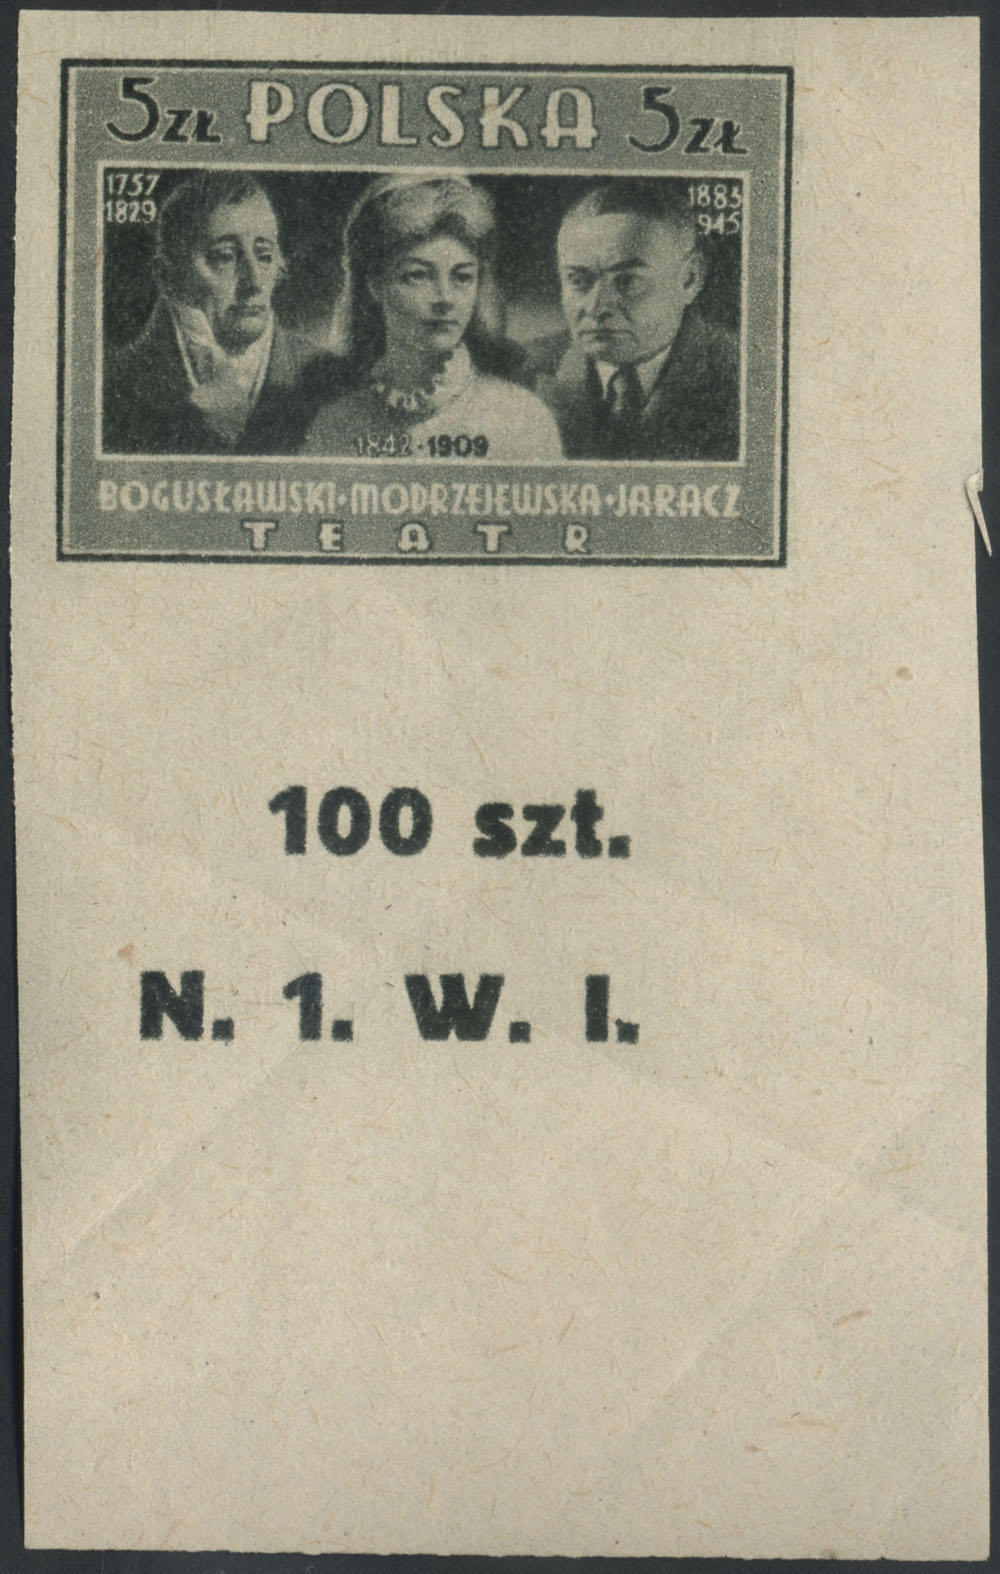 5 ZŁ POLSKA 5 ZŁ
1757
1829
1883
945
1842·1909
BOGUSŁAWSKI·MODRZEJEWSKA·JARACZ
TEATR
100 szt.
N. 1. W. I.